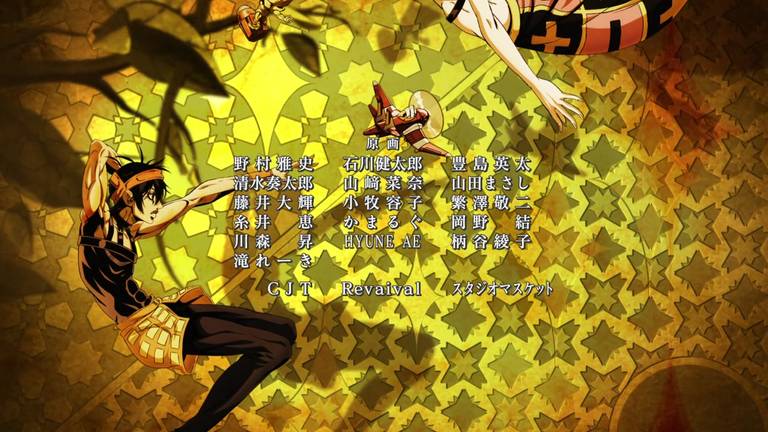 原画
野村雅史 石川健太郎 豊島英太
清水奏太郎 山﨑菜奈 山田まさし
藤井大輝 小牧容子 繁澤敬二
糸井恵 かまるぐ 岡野結
川森昇 HYUNE AE 柄谷綾子
滝れーき
CJT Revaival スタジオマスケット